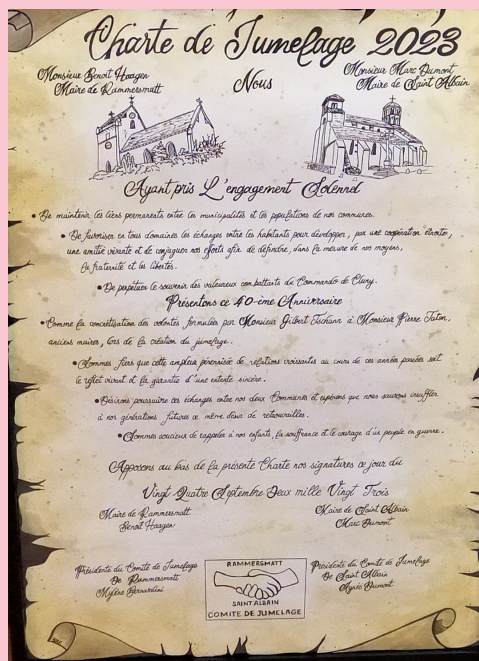 Charte de Jumelage 2023
Monsieur Benoit Haagen
Maire de Rammersmatt
Nous
Monsieur Marc Dumont
Maire de Saint Albain
Ayant pris L'engagement Solennel
• De maintenir les liens permanents entre les municipalités et les populations de nos communes.
• De favoriser en tous domaines les échanges entre les habitants pour développer, par une coopération étroites,
une amitié vivante et de conjuguer nos efforts afin de défendre, dans la mesure de nos moyens,
la fraternité et les libertés.
• De perpétuer le souvenir des valeureux combattants du Commando de Cluny.
Présentons ce 40-ème Anniversaire
• Comme la concrétisation des volontés formulées par Monsieur Gilbert Tschann à Monsieur Pierre Taton,
anciens maires, lors de la création du jumelage.
• Sommes fiers que cette ampleur pérennisée de relations croissantes au cours de ces années passées soit
le reflet vivant et la garantie d'une entente sincère.
• Désirons poursuivre ces échanges entre nos deux Communes et espérons que nous saurons insuffler
à nos générations futures ce même désir de retrouvailles.
• Sommes soucieux de rappeler à nos enfants, la souffrance et le courage d'un peuple en guerre.
Apposons au bas de la présente Charte nos signatures ce jour du
Vingt Quatre Septembre Deux mille Vingt Trois
Maire de Rammersmatt
Benoit Haagen
Maire de Saint Albain
Marc Dumont
Présidente du Comité de Jumelage
De Rammersmatt
Mylène Bernardini
RAMMERSMATT
SAINT ALBAIN
COMITE DE JUMELAGE
Présidente du Comité de Jumelage
De Saint Albain
Agnès Dumont